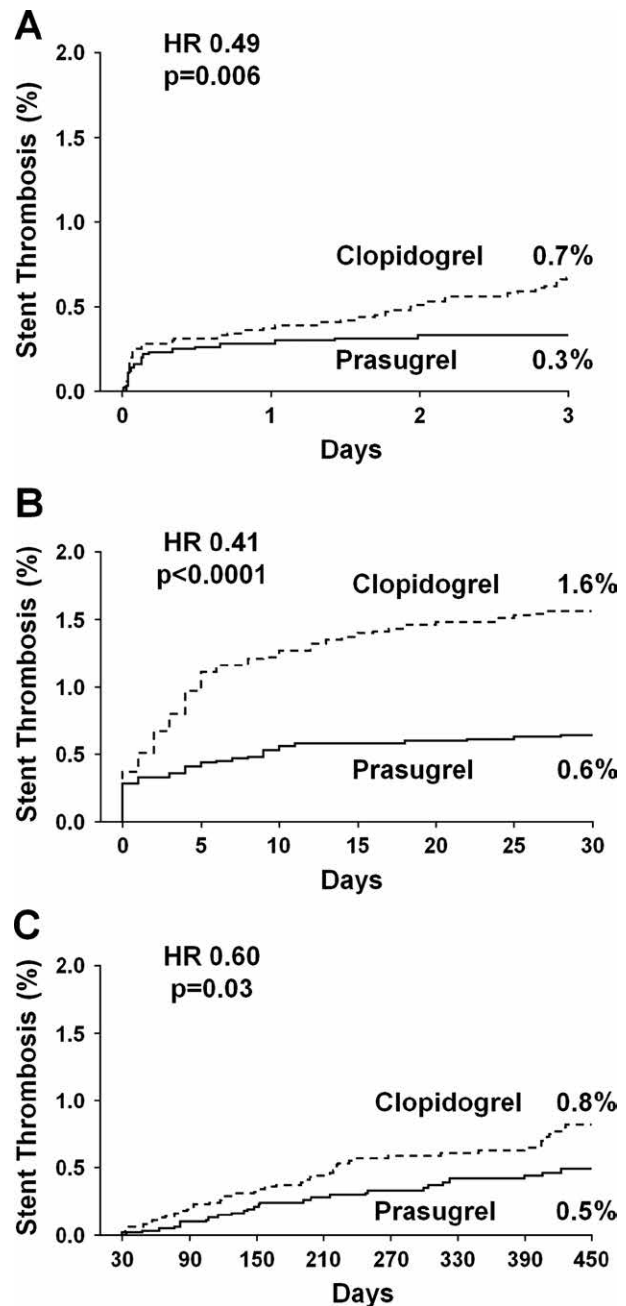 A
HR 0.49
p=0.006
Stent Thrombosis (%)
2.0
1.5
1.0
0.5
0.0
Clopidogrel 0.7%
Prasugrel 0.3%
0 1 2 3
Days
B
HR 0.41
p<0.0001
Stent Thrombosis (%)
2.0
1.5
1.0
0.5
0.0
Clopidogrel 1.6%
Prasugrel 0.6%
0 5 10 15 20 25 30
Days
C
HR 0.60
p=0.03
Stent Thrombosis (%)
2.0
1.5
1.0
0.5
0.0
Clopidogrel 0.8%
Prasugrel 0.5%
30 90 150 210 270 330 390 450
Days